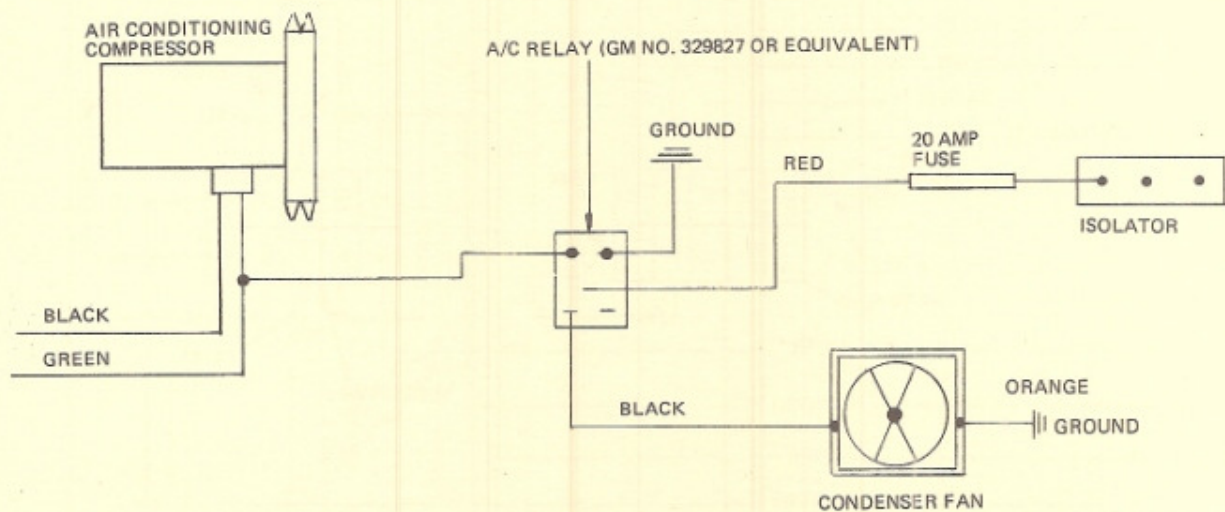 AIR CONDITIONING
COMPRESSOR
A/C RELAY (GM NO. 329827 OR EQUIVALENT)
GROUND
20 AMP
FUSE
RED
ISOLATOR
BLACK
GREEN
BLACK
ORANGE
GROUND
CONDENSER FAN